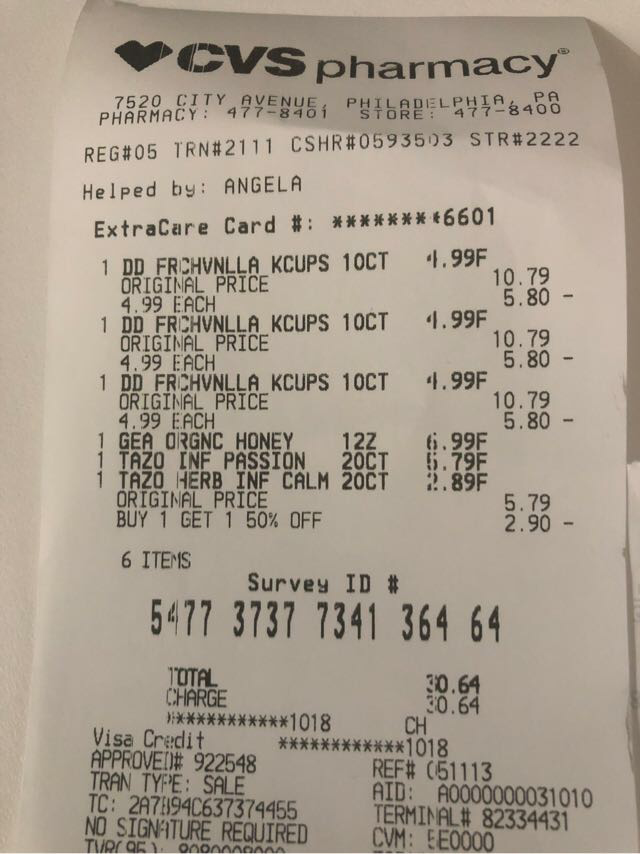 CVS pharmacy®
7520 CITY AVENUE, PHILADELPHIA, PA
PHARMACY: 477-8401 STORE: 477-8400
REG#05 TRN#2111 CSHR#0593503 STR#2222
Helped by: ANGELA
ExtraCare Card #: ********6601
1 DD FRCHVNLLA KCUPS 10CT 4.99F
ORIGINAL PRICE 10.79
4.99 EACH 5.80 -
1 DD FRCHVNLLA KCUPS 10CT 4.99F
ORIGINAL PRICE 10.79
4.99 EACH 5.80 -
1 DD FRCHVNLLA KCUPS 10CT 4.99F
ORIGINAL PRICE 10.79
4.99 EACH 5.80 -
1 GEA ORGNC HONEY 12Z 6.99F
1 TAZO INF PASSION 20CT 5.79F
1 TAZO HERB INF CALM 20CT 2.89F
ORIGINAL PRICE 5.79
BUY 1 GET 1 50% OFF 2.90 -
6 ITEMS
Survey ID #
5477 3737 7341 364 64
TOTAL 30.64
CHARGE 30.64
************1018 CH
Visa Credit ************1018
APPROVED# 922548 REF# 051113
TRAN TYPE: SALE AID: A0000000031010
TC: 2A7B94C637374455 TERMINAL# 82334431
NO SIGNATURE REQUIRED CVM: 5E0000